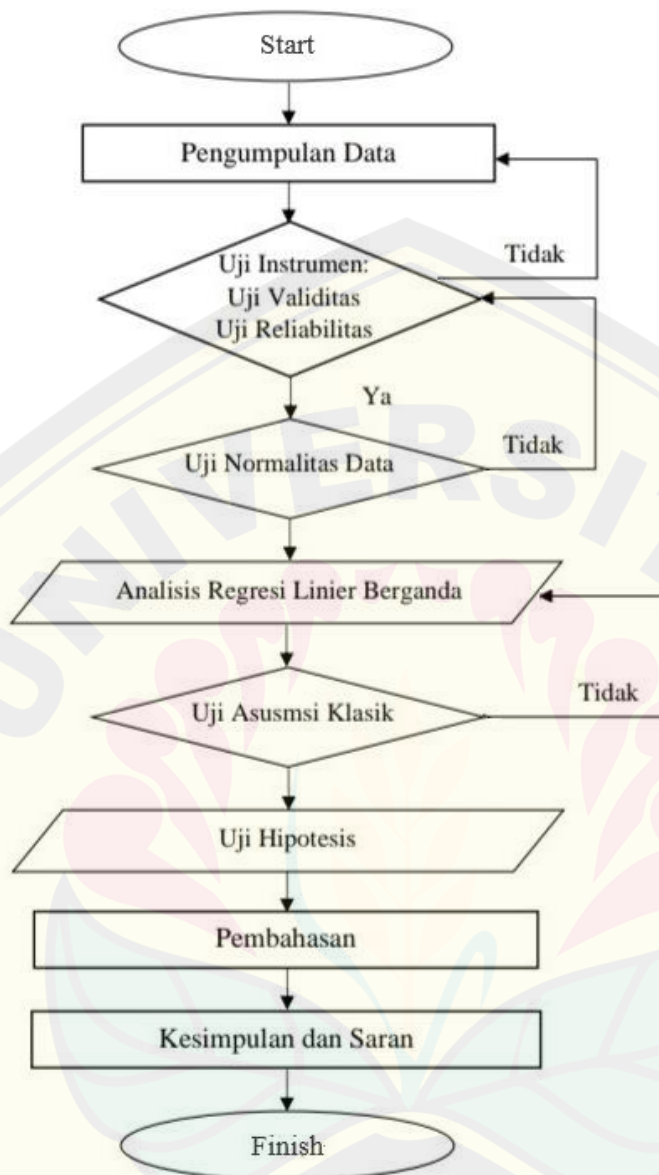 Start
Pengumpulan Data
Tidak
Uji Instrumen:
Uji Validitas
Uji Reliabilitas
Ya
Tidak
Uji Normalitas Data
Analisis Regresi Linier Berganda
Tidak
Uji Asusmsi Klasik
Uji Hipotesis
Pembahasan
Kesimpulan dan Saran
Finish